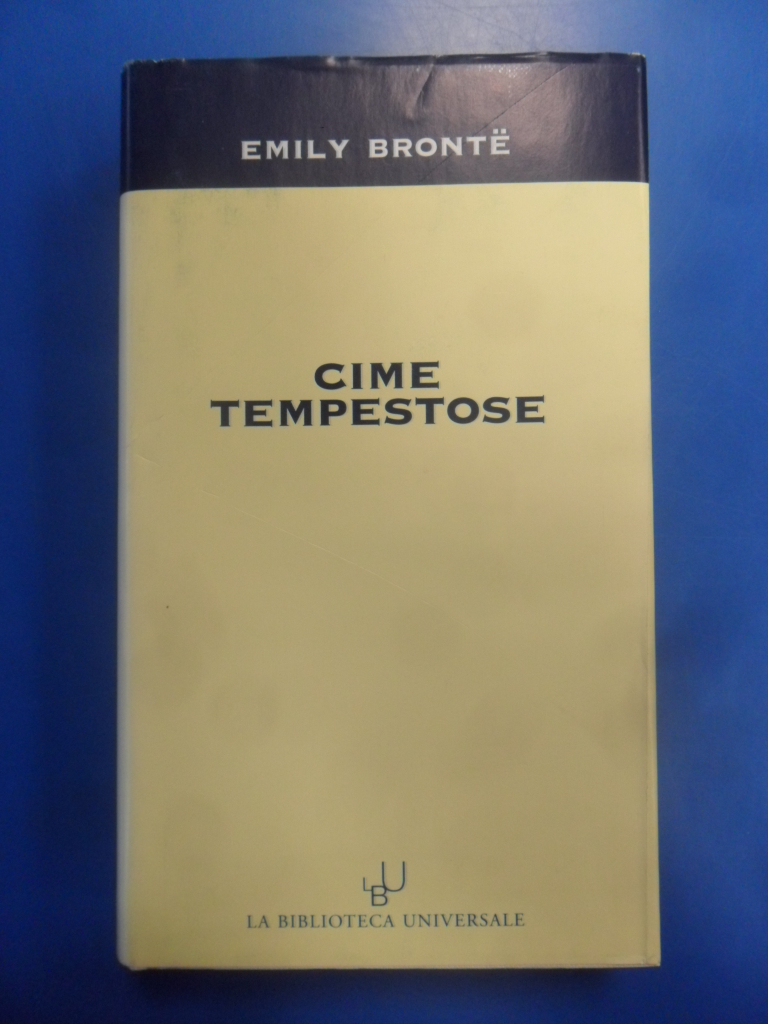 EMILY BRONTË
CIME
TEMPESTOSE
LBU
LA BIBLIOTECA UNIVERSALE